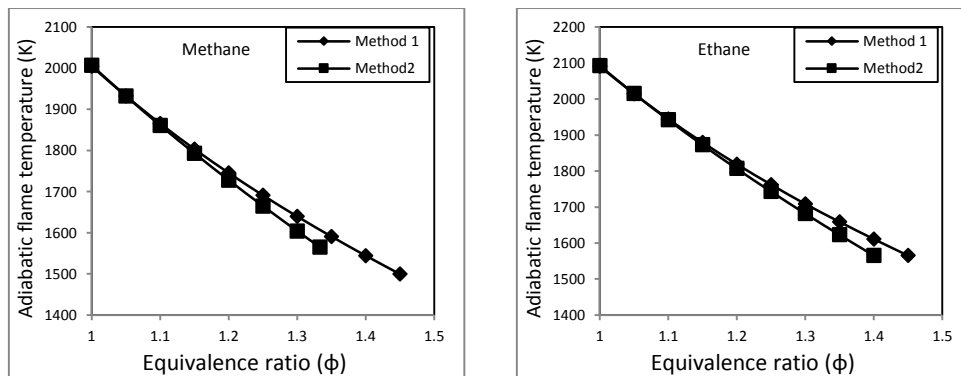 Adiabatic flame temperature (K)
2100
2000
1900
1800
1700
1600
1500
1400
Methane
Method 1
Method2
1 1.1 1.2 1.3 1.4 1.5
Equivalence ratio (ϕ)
Adiabatic flame temperature (K)
2200
2100
2000
1900
1800
1700
1600
1500
1400
Ethane
Method 1
Method2
1 1.1 1.2 1.3 1.4 1.5
Equivalence ratio (ϕ)